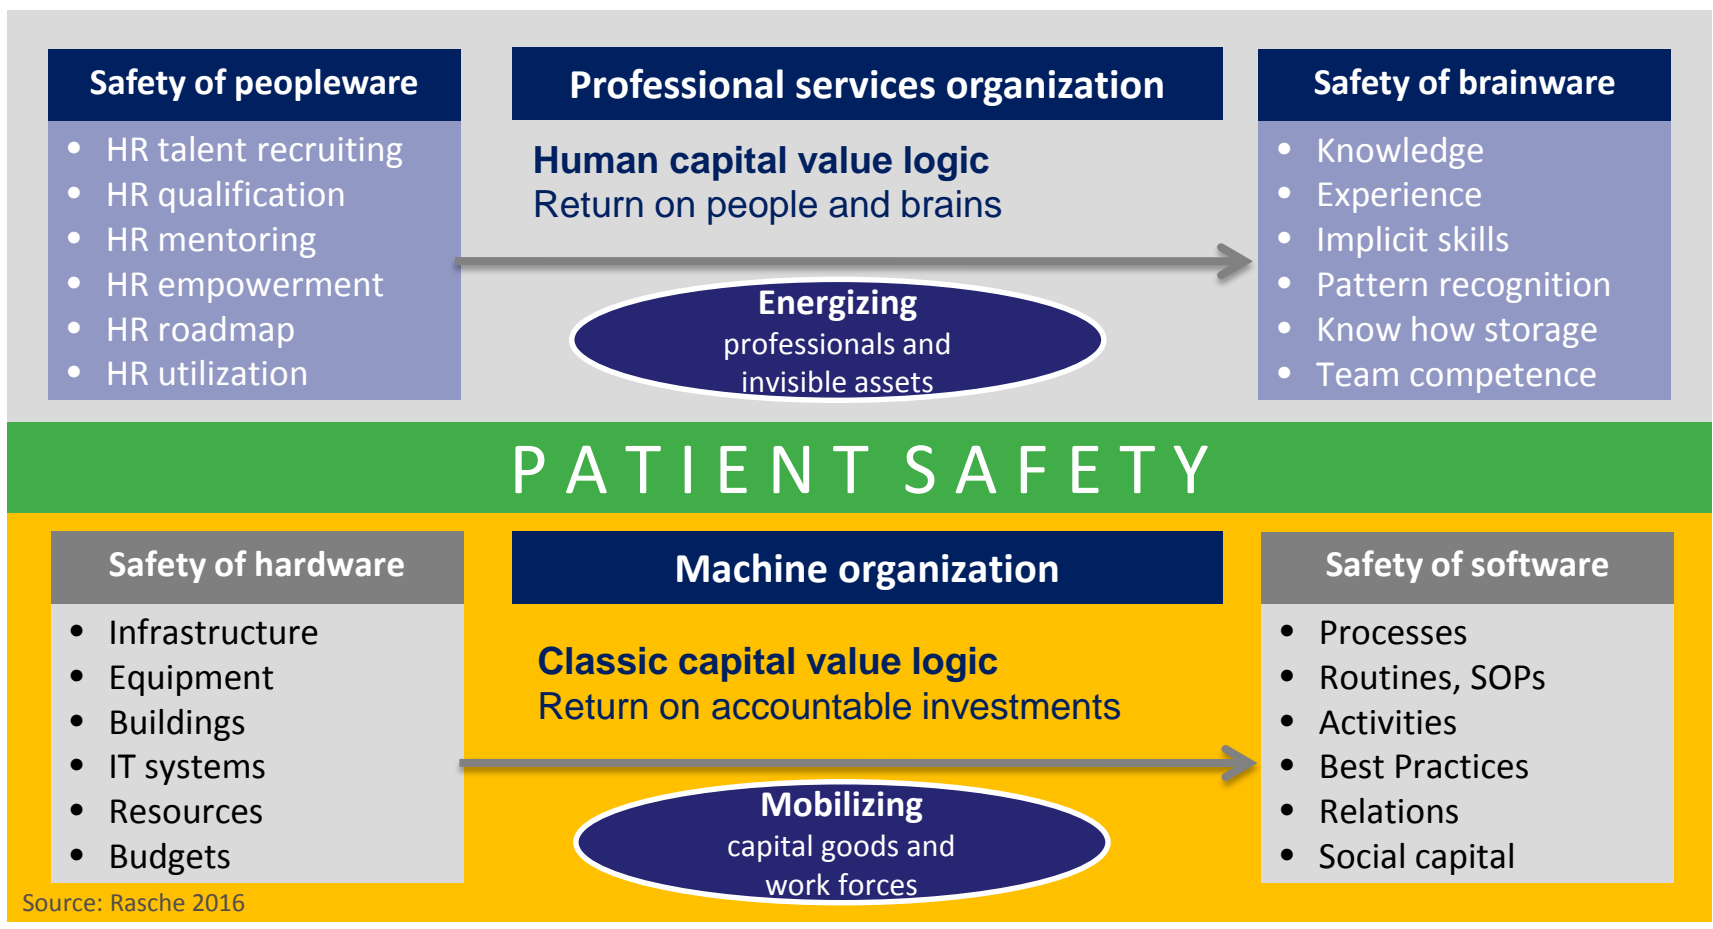 Safety of peopleware
• HR talent recruiting
• HR qualification
• HR mentoring
• HR empowerment
• HR roadmap
• HR utilization
Professional services organization
Human capital value logic
Return on people and brains
Energizing
professionals and
invisible assets
Safety of brainware
• Knowledge
• Experience
• Implicit skills
• Pattern recognition
• Know how storage
• Team competence
PATIENT SAFETY
Safety of hardware
• Infrastructure
• Equipment
• Buildings
• IT systems
• Resources
• Budgets
Machine organization
Classic capital value logic
Return on accountable investments
Mobilizing
capital goods and
work forces
Safety of software
• Processes
• Routines, SOPs
• Activities
• Best Practices
• Relations
• Social capital
Source: Rasche 2016